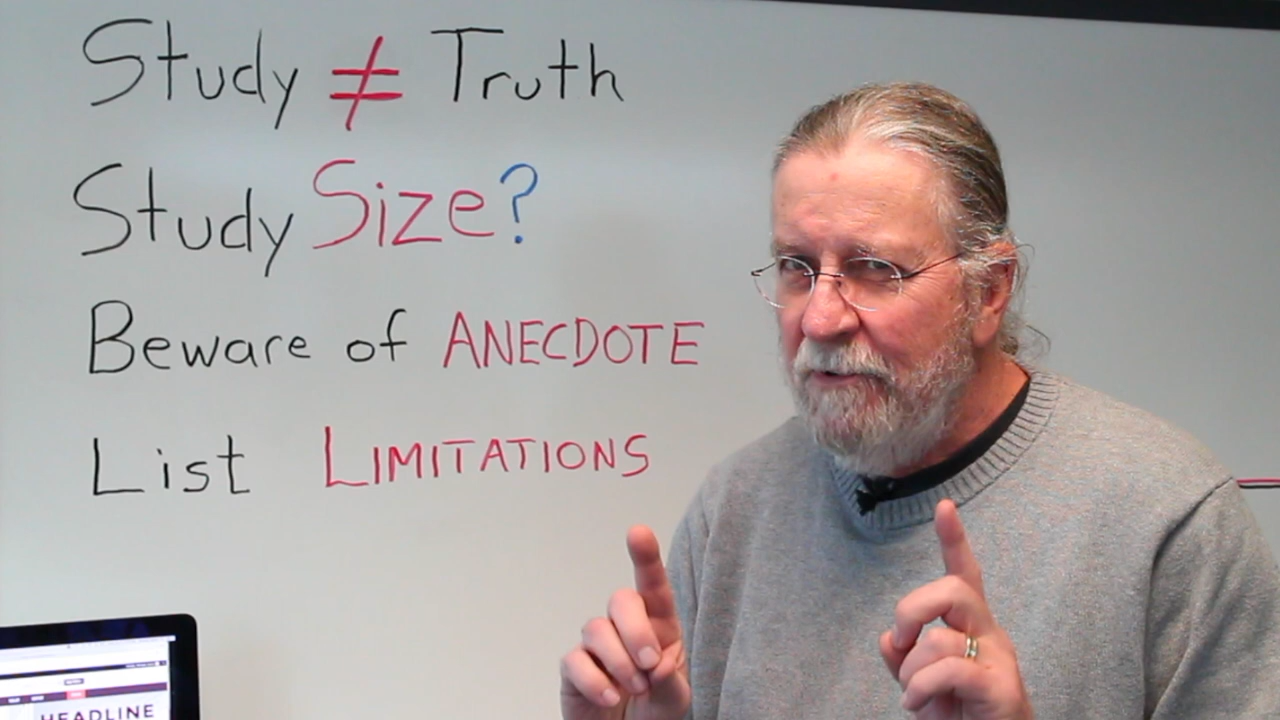 Study ≠ Truth
Study Size?
Beware of ANECDOTE
List LIMITATIONS
HEADLINE